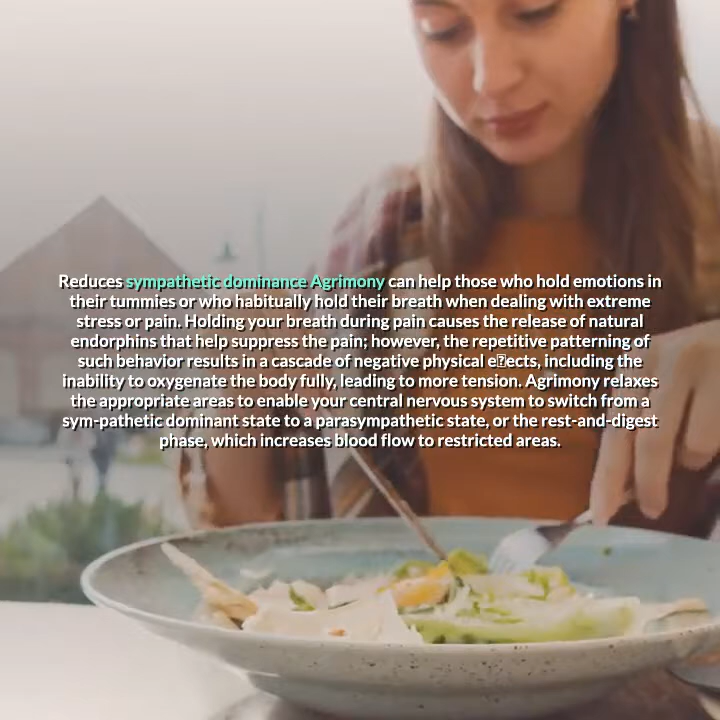 Reduces sympathetic dominance Agrimony can help those who hold emotions in
their tummies or who habitually hold their breath when dealing with extreme
stress or pain. Holding your breath during pain causes the release of natural
endorphins that help suppress the pain; however, the repetitive patterning of
such behavior results in a cascade of negative physical e▯ects, including the
inability to oxygenate the body fully, leading to more tension. Agrimony relaxes
the appropriate areas to enable your central nervous system to switch from a
sym-pathetic dominant state to a parasympathetic state, or the rest-and-digest
phase, which increases blood flow to restricted areas.